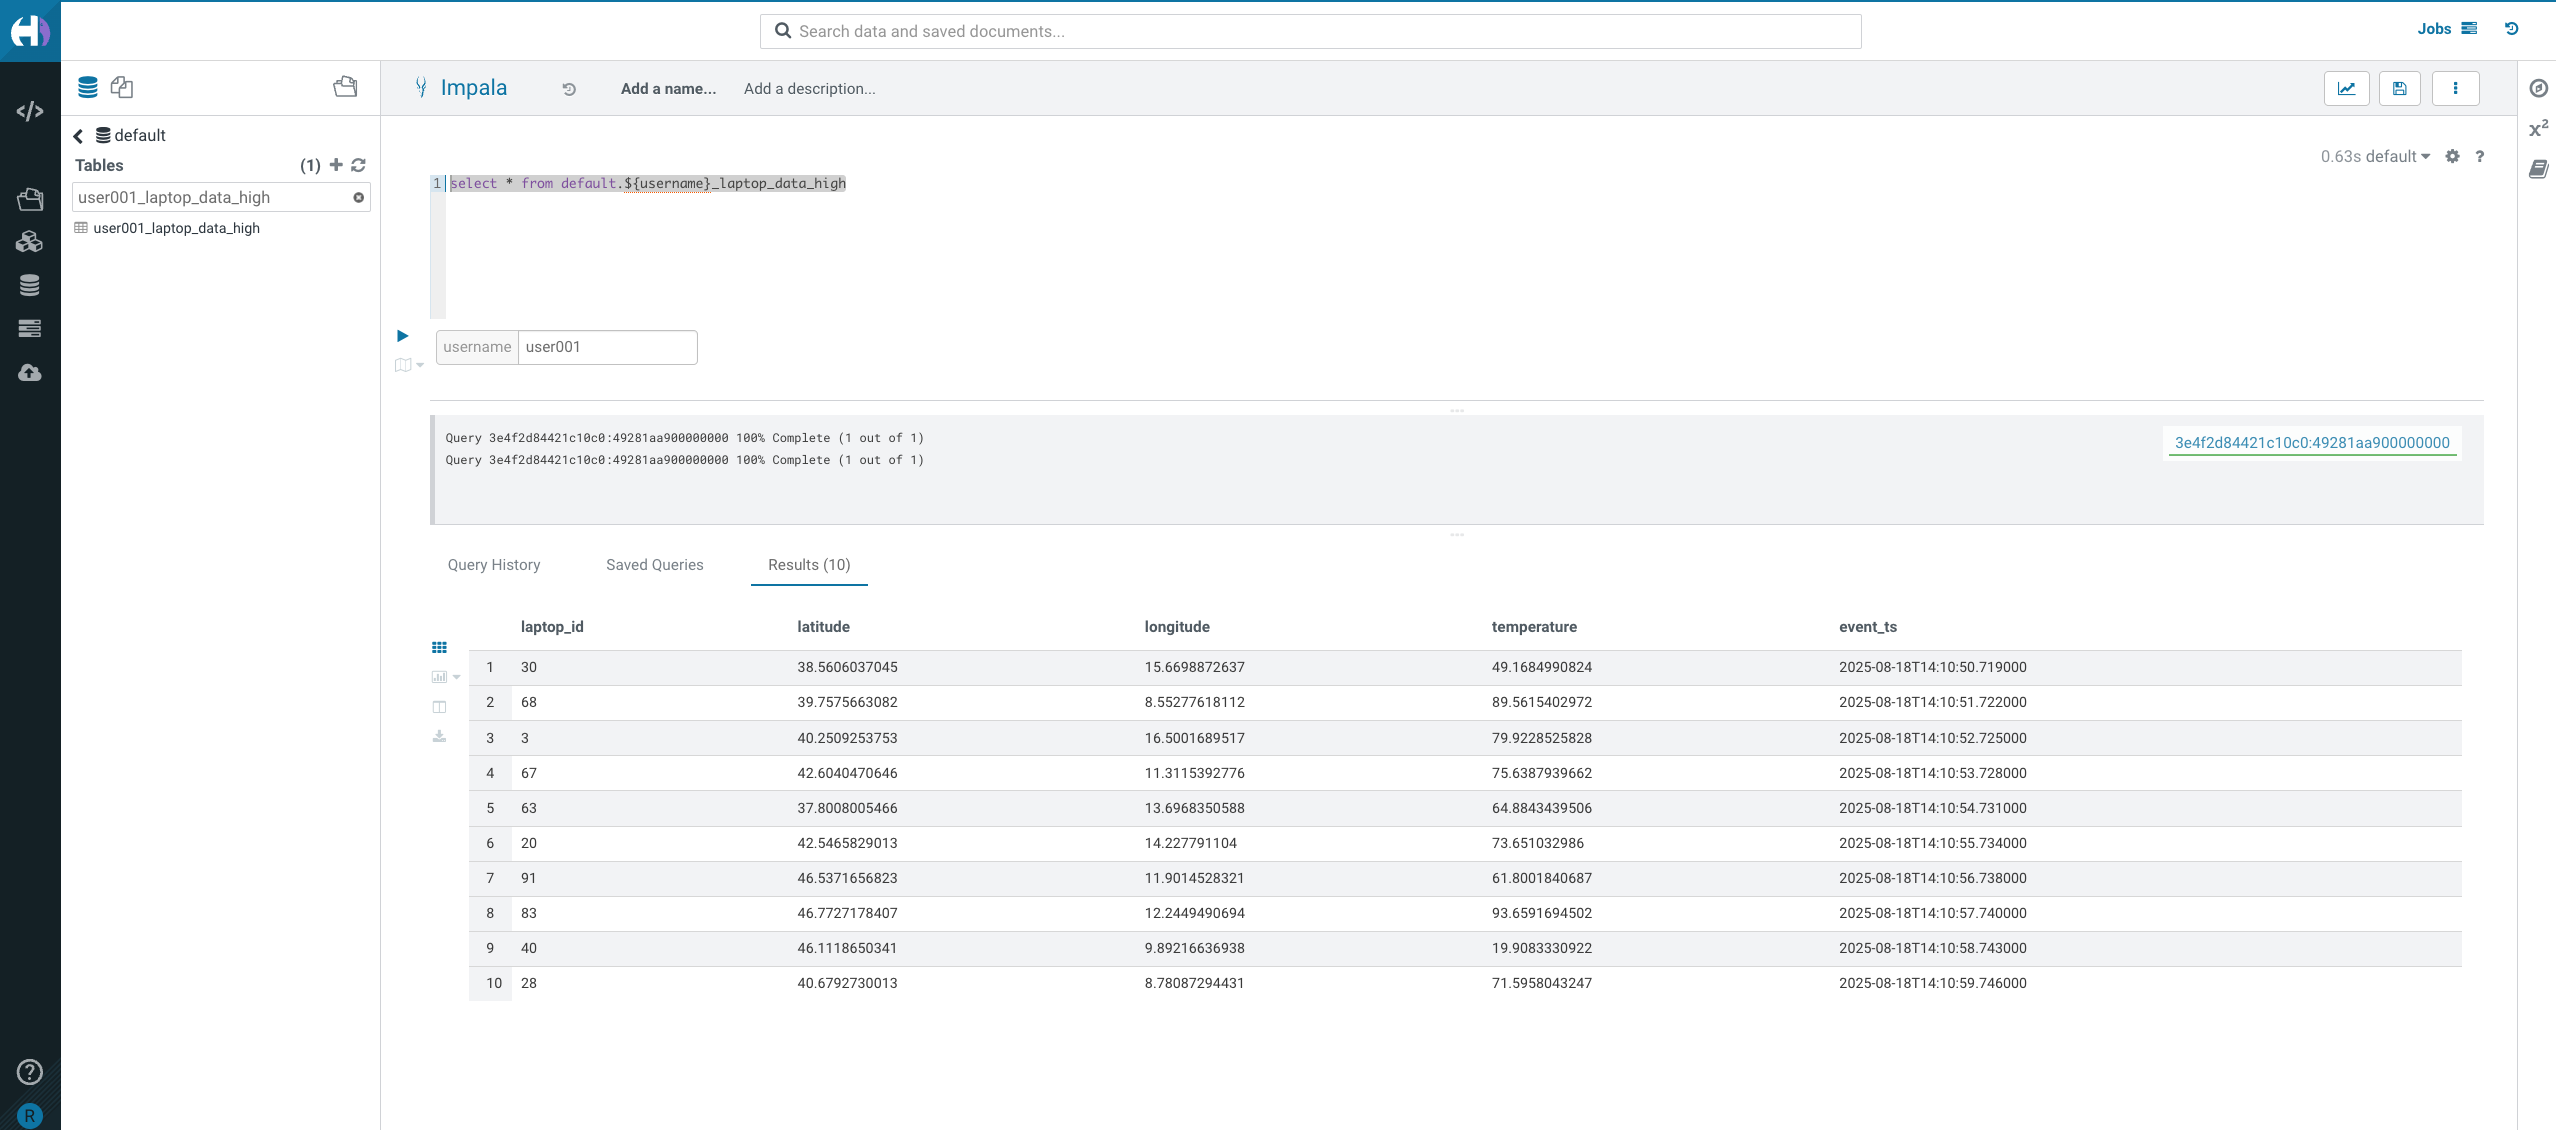 Search data and saved documents...
Jobs
Impala
Add a name...
Add a description...
default
Tables
(1)
user001_laptop_data_high
user001_laptop_data_high
0.63s default
?
x²
1 select * from default.${username}_laptop_data_high
username user001
Query 3e4f2d84421c10c0:49281aa900000000 100% Complete (1 out of 1)
Query 3e4f2d84421c10c0:49281aa900000000 100% Complete (1 out of 1)
3e4f2d84421c10c0:49281aa900000000
Query History Saved Queries Results (10)
laptop_id latitude longitude temperature event_ts
1 30 38.5606037045 15.6698872637 49.1684990824 2025-08-18T14:10:50.719000
2 68 39.7575663082 8.55277618112 89.5615402972 2025-08-18T14:10:51.722000
3 3 40.2509253753 16.5001689517 79.9228525828 2025-08-18T14:10:52.725000
4 67 42.6040470646 11.3115392776 75.6387939662 2025-08-18T14:10:53.728000
5 63 37.8008005466 13.6968350588 64.8843439506 2025-08-18T14:10:54.731000
6 20 42.5465829013 14.227791104 73.651032986 2025-08-18T14:10:55.734000
7 91 46.5371656823 11.9014528321 61.8001840687 2025-08-18T14:10:56.738000
8 83 46.7727178407 12.2449490694 93.6591694502 2025-08-18T14:10:57.740000
9 40 46.1118650341 9.89216636938 19.9083330922 2025-08-18T14:10:58.743000
10 28 40.6792730013 8.78087294431 71.5958043247 2025-08-18T14:10:59.746000
?
R